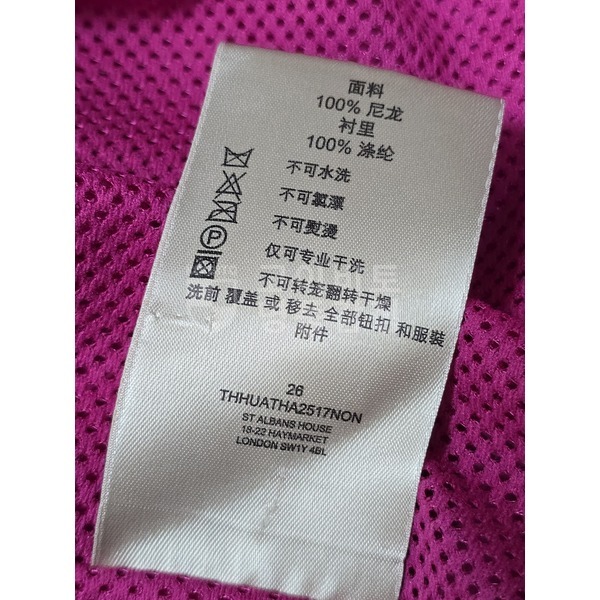 面料
100% 尼龙
衬里
100% 涤纶
不可水洗
不可氯漂
不可熨烫
P 仅可专业干洗
不可转笼翻转干燥
洗前 覆盖 或 移去 全部钮扣 和服装
附件
26
THHUATHA2517NON
ST ALBANS HOUSE
18-22 HAYMARKET
LONDON SW1Y 4BL